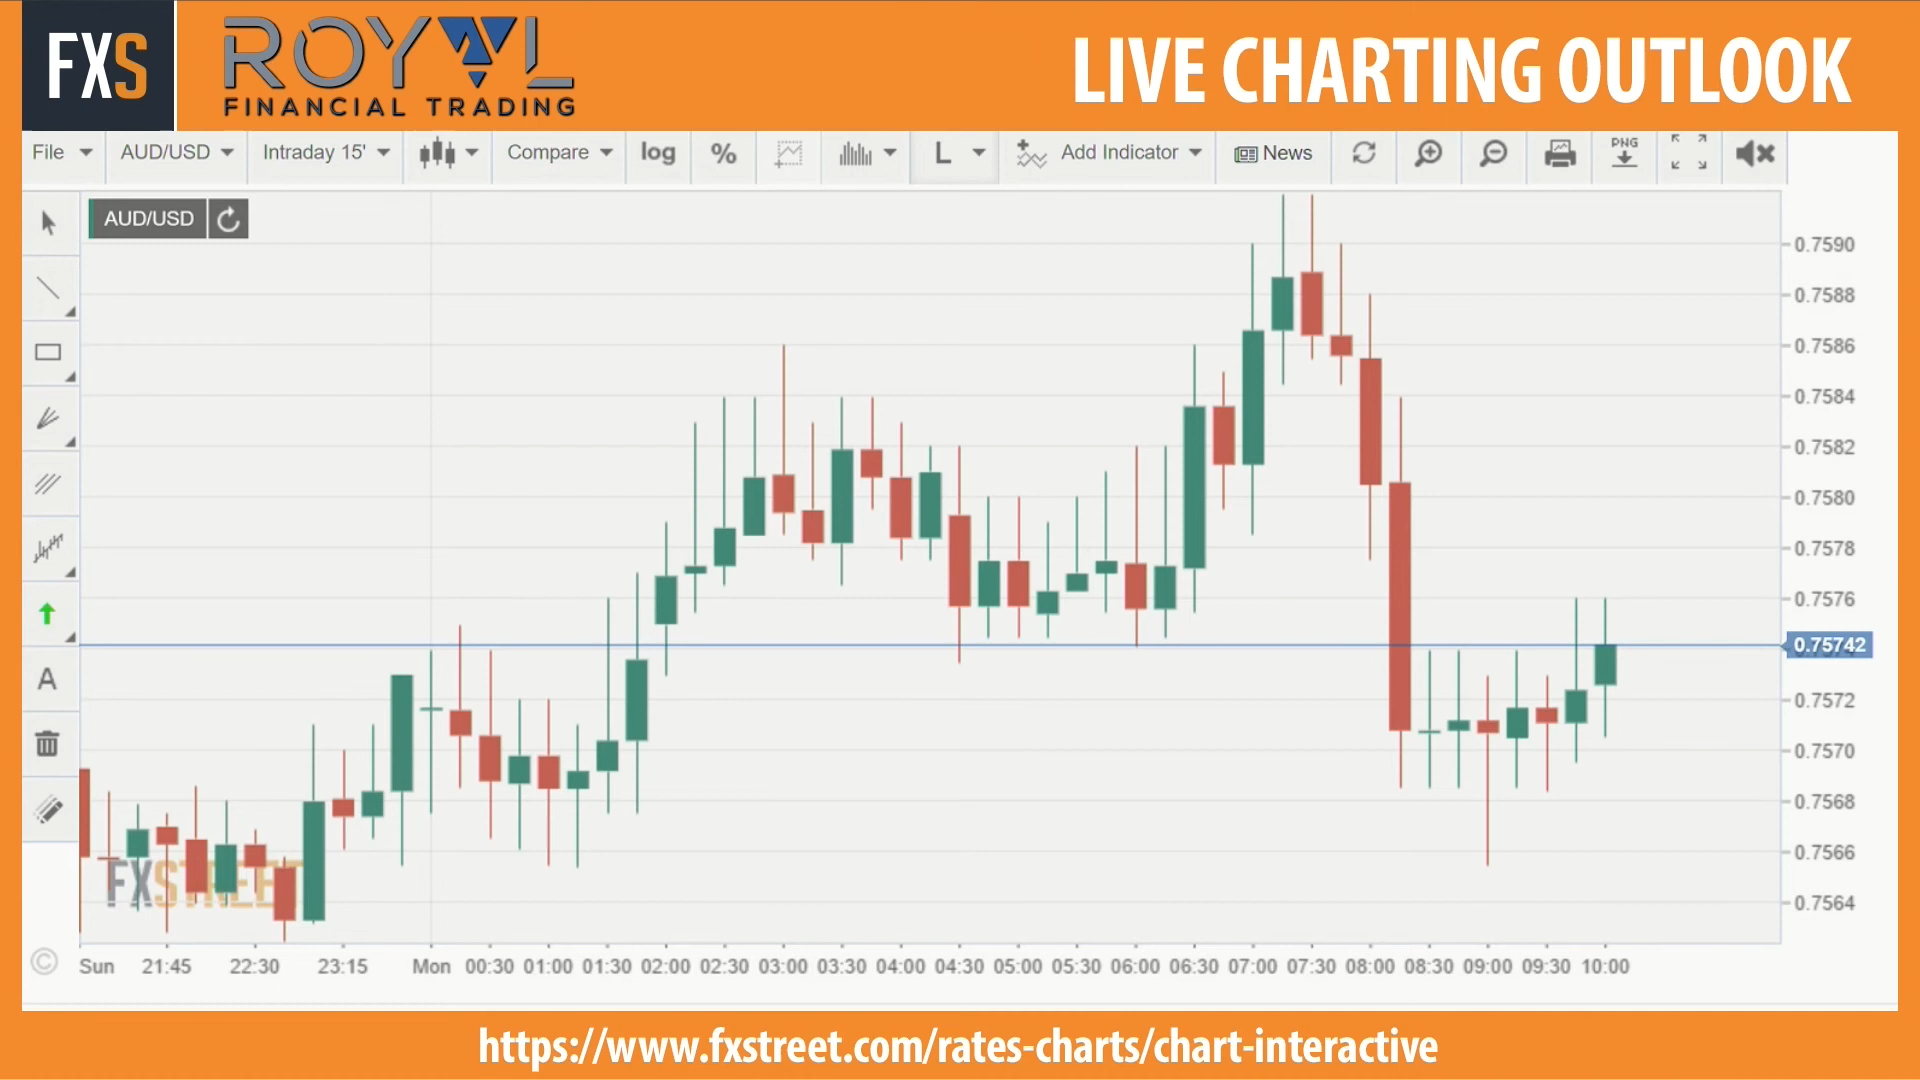 FXS
ROYAL
FINANCIAL TRADING
LIVE CHARTING OUTLOOK
File AUD/USD Intraday 15' Compare log % L Add Indicator News PNG
AUD/USD
0.7590
0.7588
0.7586
0.7584
0.7582
0.7580
0.7578
0.7576
0.75742
0.7572
0.7570
0.7568
0.7566
0.7564
A
FXSTREET
©
Sun 21:45 22:30 23:15 Mon 00:30 01:00 01:30 02:00 02:30 03:00 03:30 04:00 04:30 05:00 05:30 06:00 06:30 07:00 07:30 08:00 08:30 09:00 09:30 10:00
https://www.fxstreet.com/rates-charts/chart-interactive